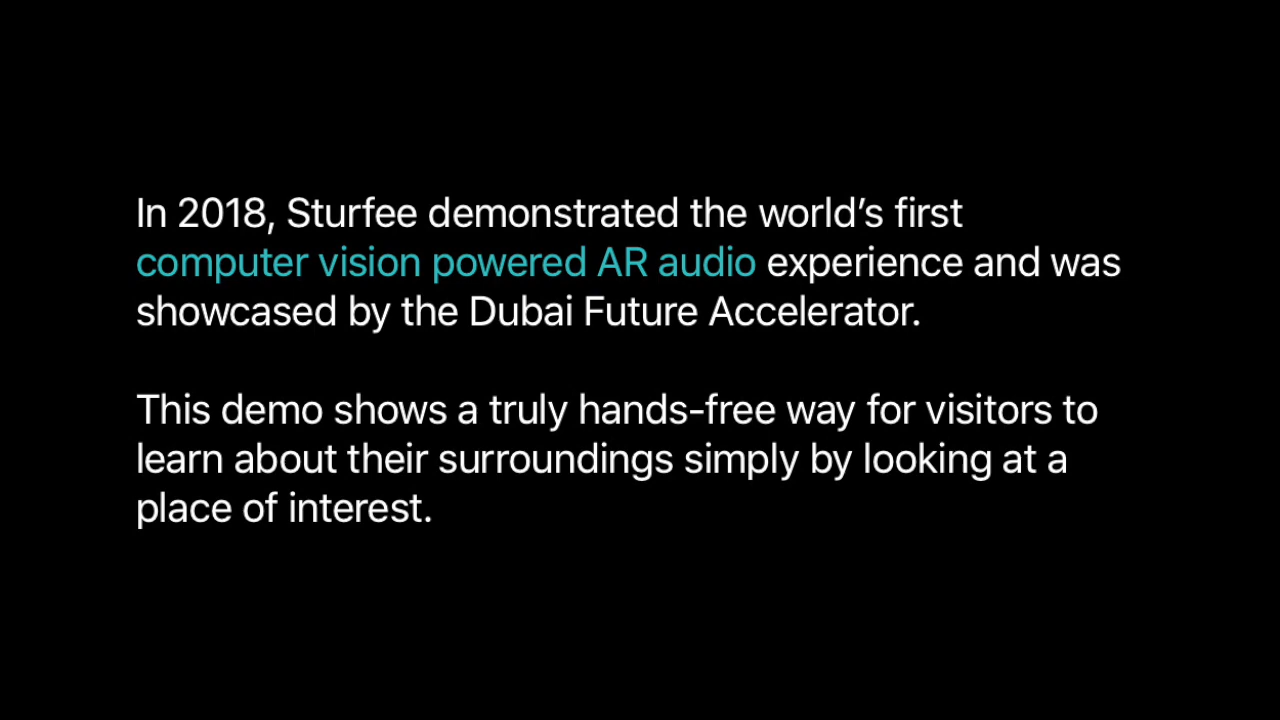 In 2018, Sturfee demonstrated the world’s first
computer vision powered AR audio experience and was
showcased by the Dubai Future Accelerator.
This demo shows a truly hands-free way for visitors to
learn about their surroundings simply by looking at a
place of interest.